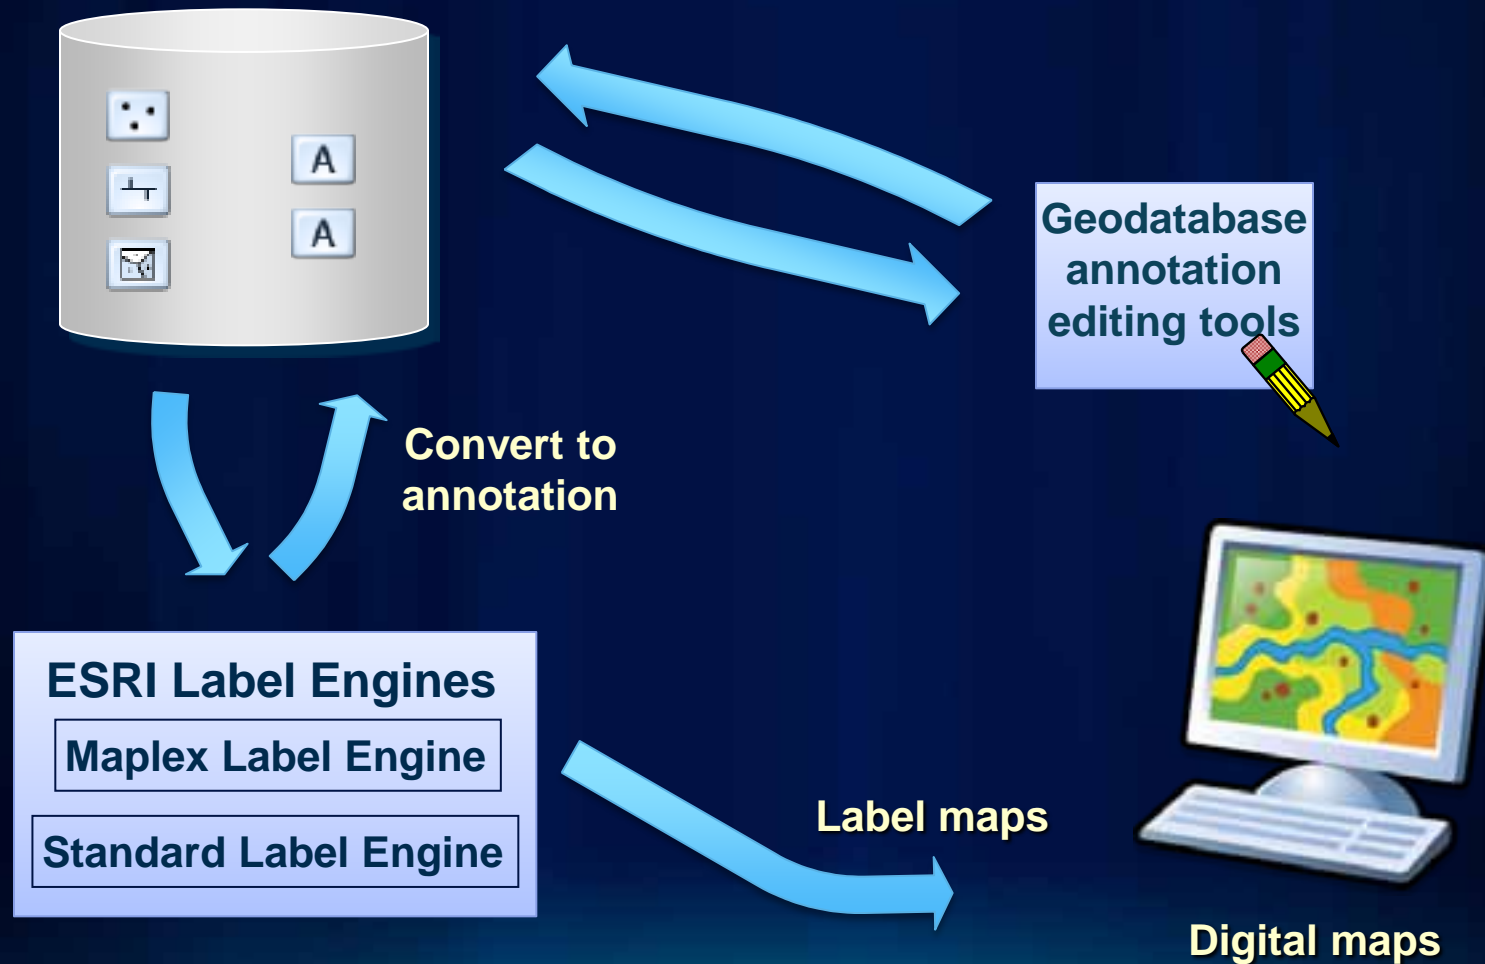 A
A
Geodatabase
annotation
editing tools
Convert to
annotation
ESRI Label Engines
Maplex Label Engine
Standard Label Engine
Label maps
Digital maps